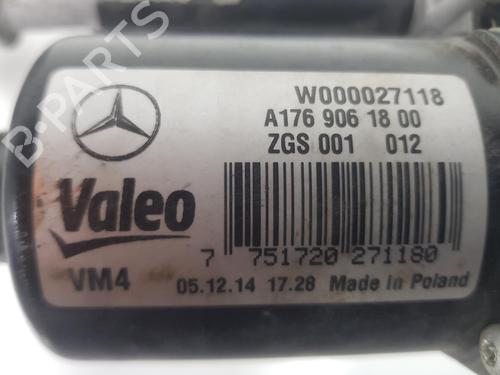 W000027118
A176 906 18 00
ZGS 001 012
Valeo
7 751720 271180
VM4
05.12.14 17.28 Made in Poland
B-PARTS